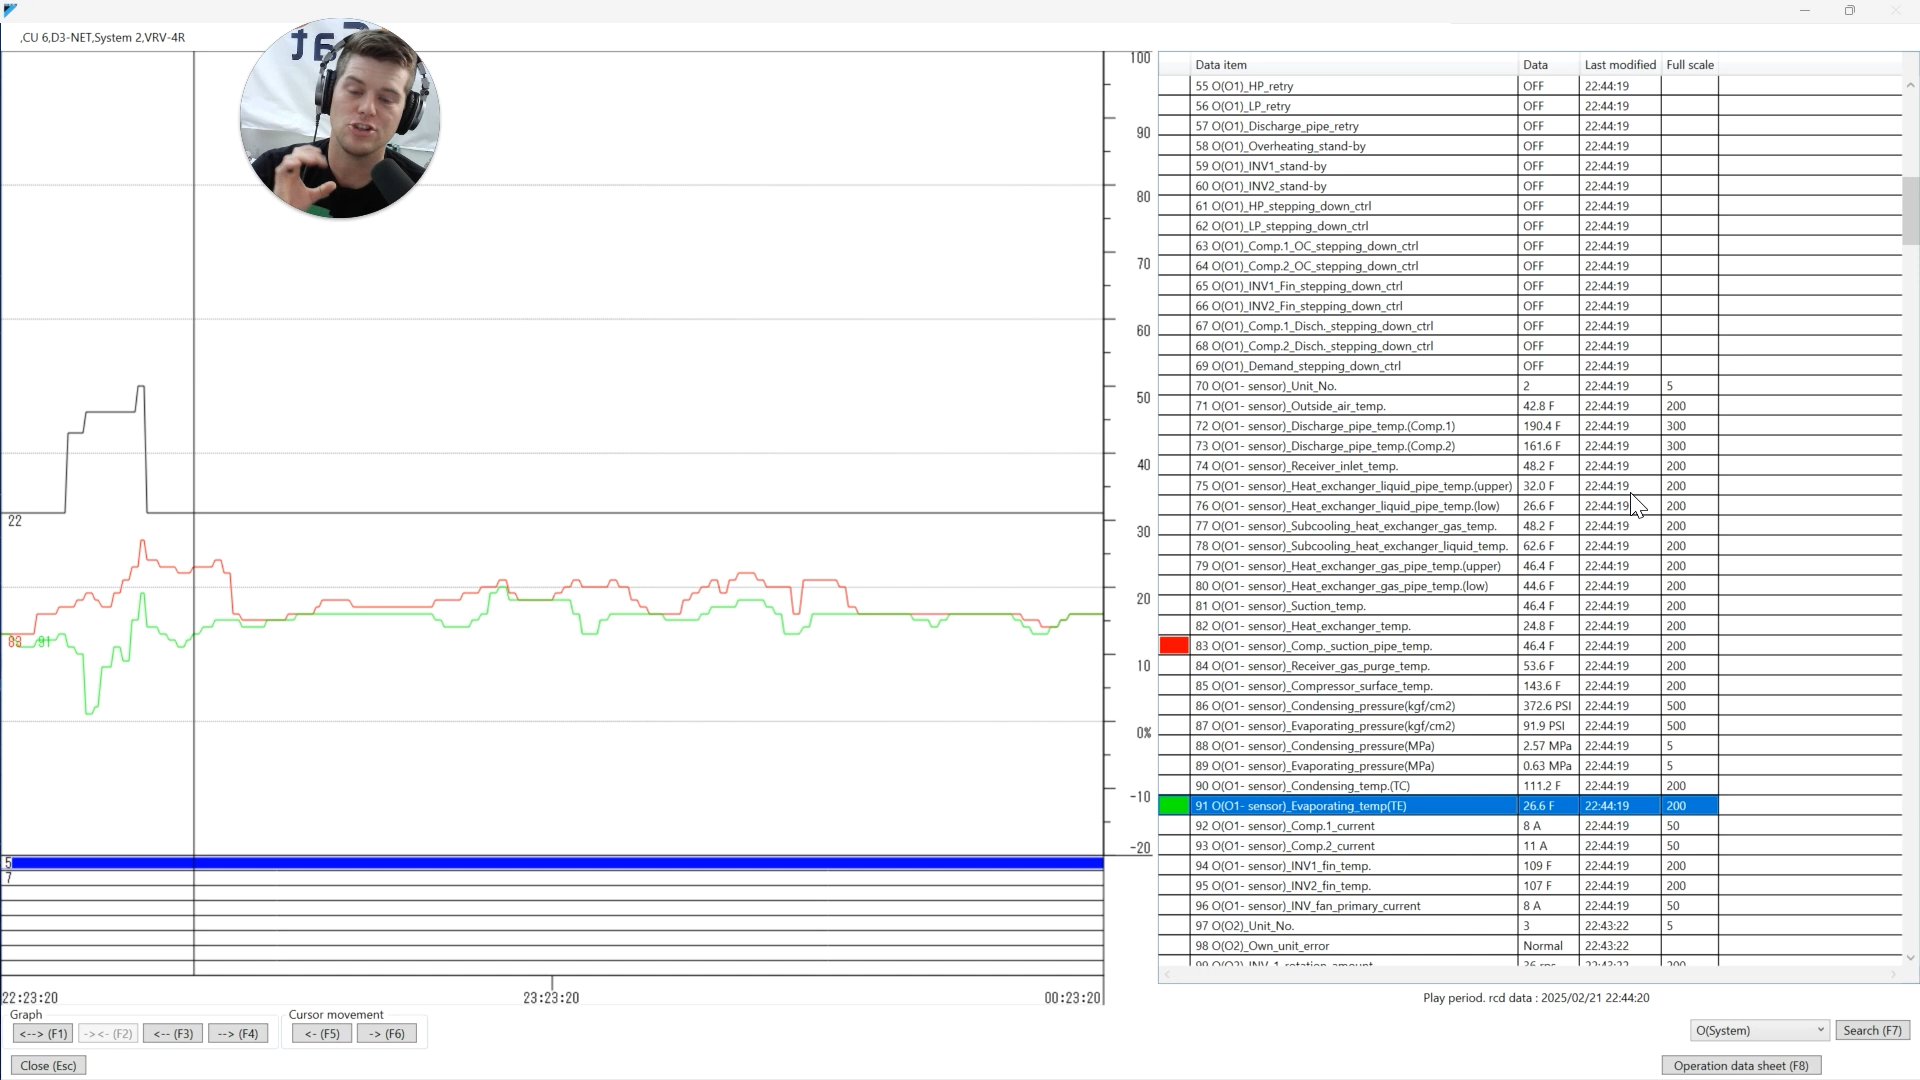 ,CU 6,D3-NET,System 2,VRV-4R
100
90
80
70
60
50
40
30
20
10
0%
-10
-20
22
83 91
5
7
22:23:20 23:23:20 00:23:20
Data item Data Last modified Full scale
55 O(O1)_HP_retry OFF 22:44:19
56 O(O1)_LP_retry OFF 22:44:19
57 O(O1)_Discharge_pipe_retry OFF 22:44:19
58 O(O1)_Overheating_stand-by OFF 22:44:19
59 O(O1)_INV1_stand-by OFF 22:44:19
60 O(O1)_INV2_stand-by OFF 22:44:19
61 O(O1)_HP_stepping_down_ctrl OFF 22:44:19
62 O(O1)_LP_stepping_down_ctrl OFF 22:44:19
63 O(O1)_Comp.1_OC_stepping_down_ctrl OFF 22:44:19
64 O(O1)_Comp.2_OC_stepping_down_ctrl OFF 22:44:19
65 O(O1)_INV1_Fin_stepping_down_ctrl OFF 22:44:19
66 O(O1)_INV2_Fin_stepping_down_ctrl OFF 22:44:19
67 O(O1)_Comp.1_Disch._stepping_down_ctrl OFF 22:44:19
68 O(O1)_Comp.2_Disch._stepping_down_ctrl OFF 22:44:19
69 O(O1)_Demand_stepping_down_ctrl OFF 22:44:19
70 O(O1- sensor)_Unit_No. 2 22:44:19 5
71 O(O1- sensor)_Outside_air_temp. 42.8 F 22:44:19 200
72 O(O1- sensor)_Discharge_pipe_temp.(Comp.1) 190.4 F 22:44:19 300
73 O(O1- sensor)_Discharge_pipe_temp.(Comp.2) 161.6 F 22:44:19 300
74 O(O1- sensor)_Receiver_inlet_temp. 48.2 F 22:44:19 200
75 O(O1- sensor)_Heat_exchanger_liquid_pipe_temp.(upper) 32.0 F 22:44:19 200
76 O(O1- sensor)_Heat_exchanger_liquid_pipe_temp.(low) 26.6 F 22:44:19 200
77 O(O1- sensor)_Subcooling_heat_exchanger_gas_temp. 48.2 F 22:44:19 200
78 O(O1- sensor)_Subcooling_heat_exchanger_liquid_temp. 62.6 F 22:44:19 200
79 O(O1- sensor)_Heat_exchanger_gas_pipe_temp.(upper) 46.4 F 22:44:19 200
80 O(O1- sensor)_Heat_exchanger_gas_pipe_temp.(low) 44.6 F 22:44:19 200
81 O(O1- sensor)_Suction_temp. 46.4 F 22:44:19 200
82 O(O1- sensor)_Heat_exchanger_temp. 24.8 F 22:44:19 200
83 O(O1- sensor)_Comp._suction_pipe_temp. 46.4 F 22:44:19 200
84 O(O1- sensor)_Receiver_gas_purge_temp. 53.6 F 22:44:19 200
85 O(O1- sensor)_Compressor_surface_temp. 143.6 F 22:44:19 200
86 O(O1- sensor)_Condensing_pressure(kgf/cm2) 372.6 PSI 22:44:19 500
87 O(O1- sensor)_Evaporating_pressure(kgf/cm2) 91.9 PSI 22:44:19 500
88 O(O1- sensor)_Condensing_pressure(MPa) 2.57 MPa 22:44:19 5
89 O(O1- sensor)_Evaporating_pressure(MPa) 0.63 MPa 22:44:19 5
90 O(O1- sensor)_Condensing_temp.(TC) 111.2 F 22:44:19 200
91 O(O1- sensor)_Evaporating_temp(TE) 26.6 F 22:44:19 200
92 O(O1- sensor)_Comp.1_current 8 A 22:44:19 50
93 O(O1- sensor)_Comp.2_current 11 A 22:44:19 50
94 O(O1- sensor)_INV1_fin_temp. 109 F 22:44:19 200
95 O(O1- sensor)_INV2_fin_temp. 107 F 22:44:19 200
96 O(O1- sensor)_INV_fan_primary_current 8 A 22:44:19 50
97 O(O2)_Unit_No. 3 22:43:22 5
98 O(O2)_Own_unit_error Normal 22:43:22
Play period. rcd data : 2025/02/21 22:44:20
Graph
<--> (F1) -><- (F2) <-- (F3) --> (F4)
Cursor movement
<- (F5) -> (F6)
O(System) Search (F7)
Close (Esc) Operation data sheet (F8)